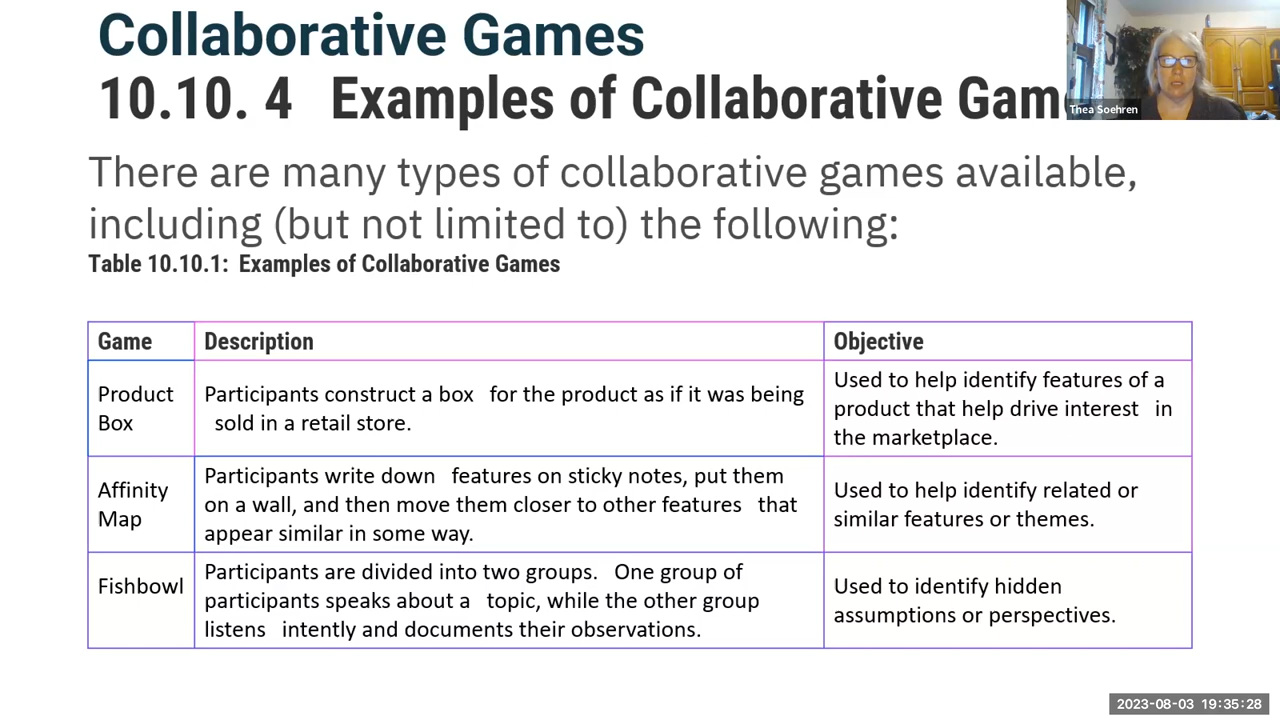 Collaborative Games
10.10. 4 Examples of Collaborative Gam
Thea Soehren
There are many types of collaborative games available,
including (but not limited to) the following:
Table 10.10.1: Examples of Collaborative Games
Game Description Objective
Product
Box
Participants construct a box for the product as if it was being
sold in a retail store.
Used to help identify features of a
product that help drive interest in
the marketplace.
Affinity
Map
Participants write down features on sticky notes, put them
on a wall, and then move them closer to other features that
appear similar in some way.
Used to help identify related or
similar features or themes.
Fishbowl
Participants are divided into two groups. One group of
participants speaks about a topic, while the other group
listens intently and documents their observations.
Used to identify hidden
assumptions or perspectives.
2023-08-03 19:35:28